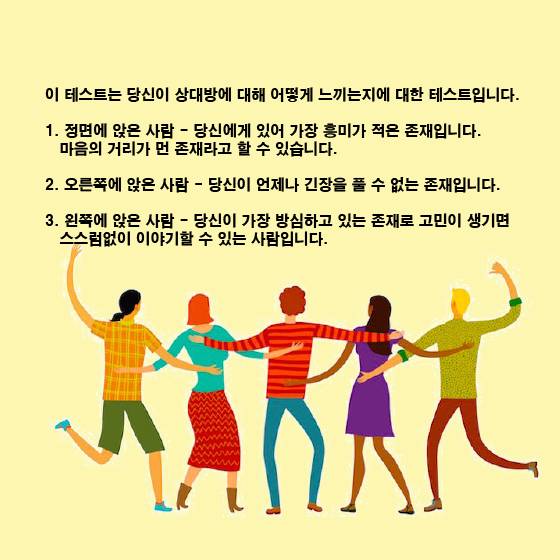 이 테스트는 당신이 상대방에 대해 어떻게 느끼는지에 대한 테스트입니다.
1. 정면에 앉은 사람 - 당신에게 있어 가장 흥미가 적은 존재입니다.
마음의 거리가 먼 존재라고 할 수 있습니다.
2. 오른쪽에 앉은 사람 - 당신이 언제나 긴장을 풀 수 없는 존재입니다.
3. 왼쪽에 앉은 사람 - 당신이 가장 방심하고 있는 존재로 고민이 생기면
스스럼없이 이야기할 수 있는 사람입니다.